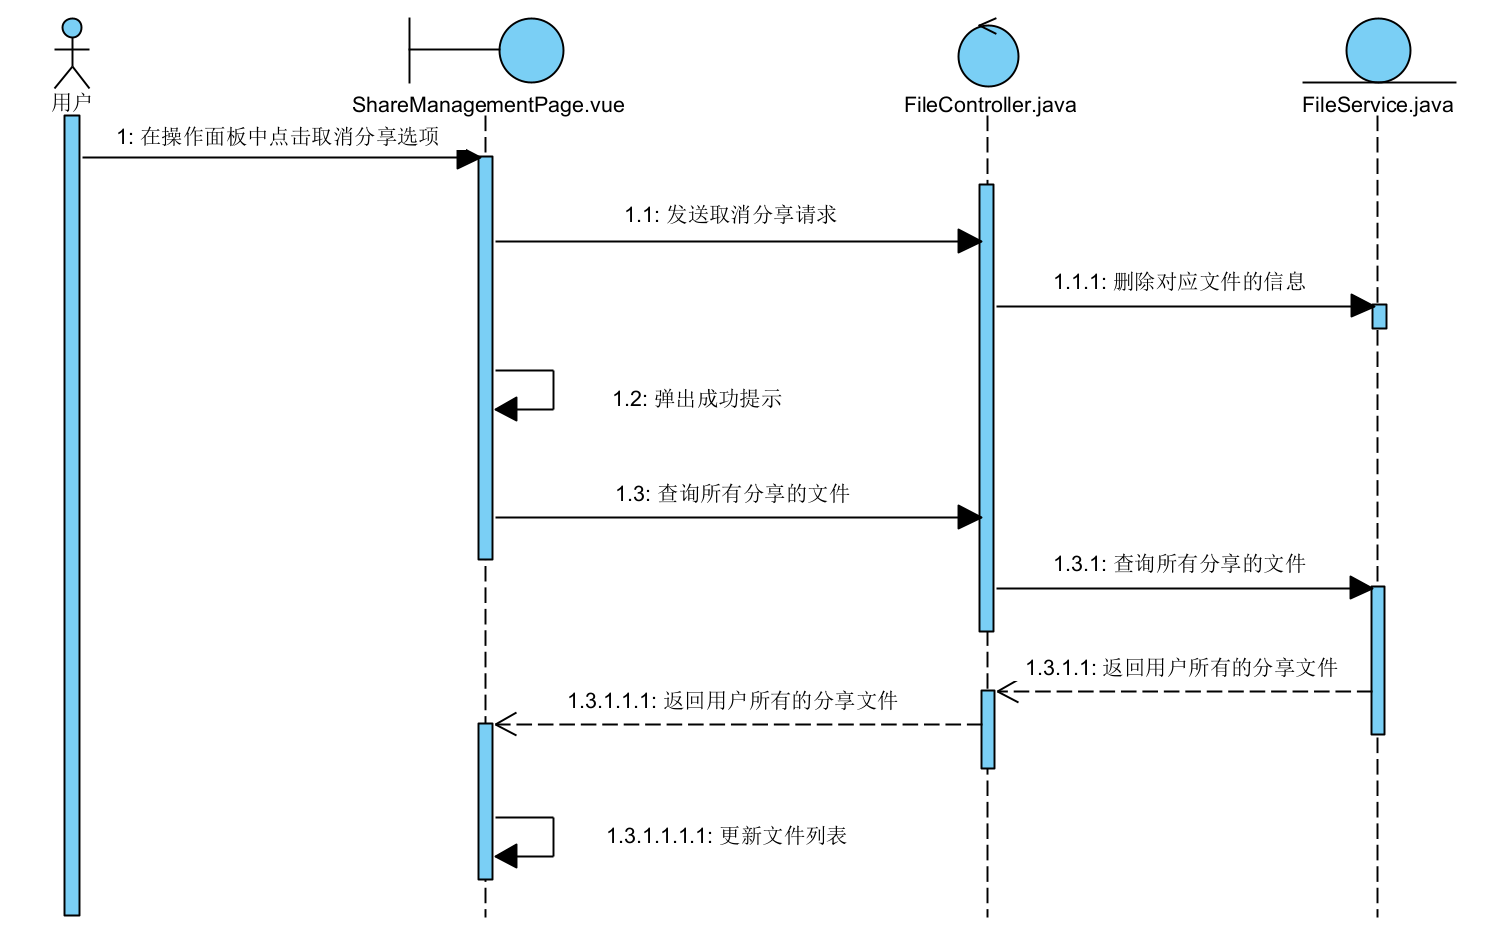 用户
ShareManagementPage.vue
FileController.java
FileService.java
1: 在操作面板中点击取消分享选项
1.1: 发送取消分享请求
1.1.1: 删除对应文件的信息
1.2: 弹出成功提示
1.3: 查询所有分享的文件
1.3.1: 查询所有分享的文件
1.3.1.1: 返回用户所有的分享文件
1.3.1.1.1: 返回用户所有的分享文件
1.3.1.1.1.1: 更新文件列表